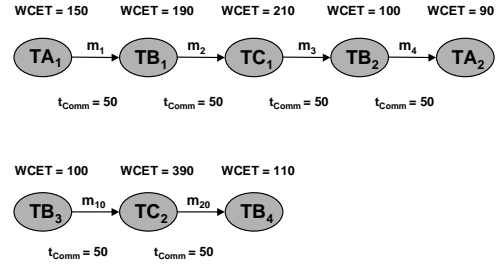 WCET = 150 WCET = 190 WCET = 210 WCET = 100 WCET = 90
TA1 m1 TB1 m2 TC1 m3 TB2 m4 TA2
tComm = 50 tComm = 50 tComm = 50 tComm = 50
WCET = 100 WCET = 390 WCET = 110
TB3 m10 TC2 m20 TB4
tComm = 50 tComm = 50